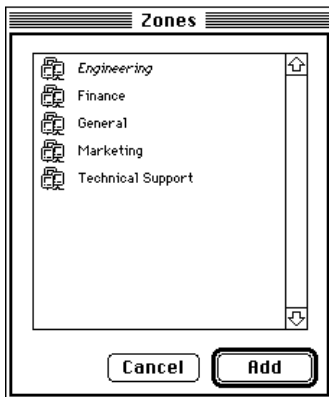 Zones
Engineering
Finance
General
Marketing
Technical Support
Cancel
Add